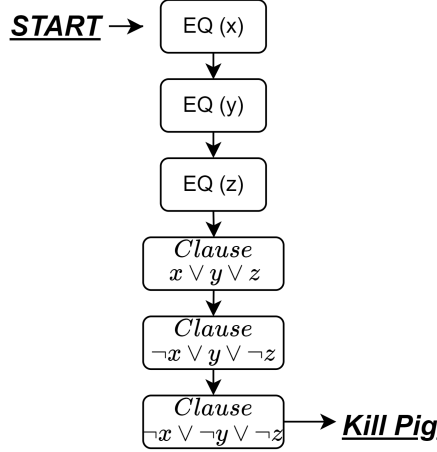 START
EQ (x)
EQ (y)
EQ (z)
Clause
x ∨ y ∨ z
Clause
¬x ∨ y ∨ ¬z
Clause
¬x ∨ ¬y ∨ ¬z
Kill Pig